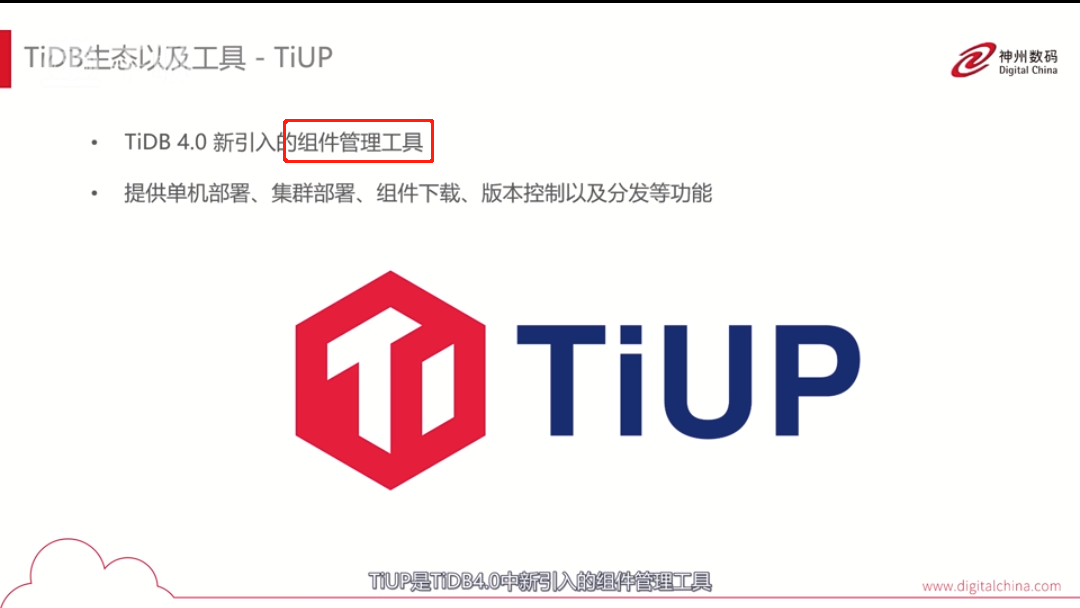 TiDB生态以及工具 - TiUP
神州数码
Digital China
• TiDB 4.0 新引入的组件管理工具
• 提供单机部署、集群部署、组件下载、版本控制以及分发等功能
Ti TiUP
TiUP是TiDB4.0中新引入的组件管理工具
www.digitalchina.com